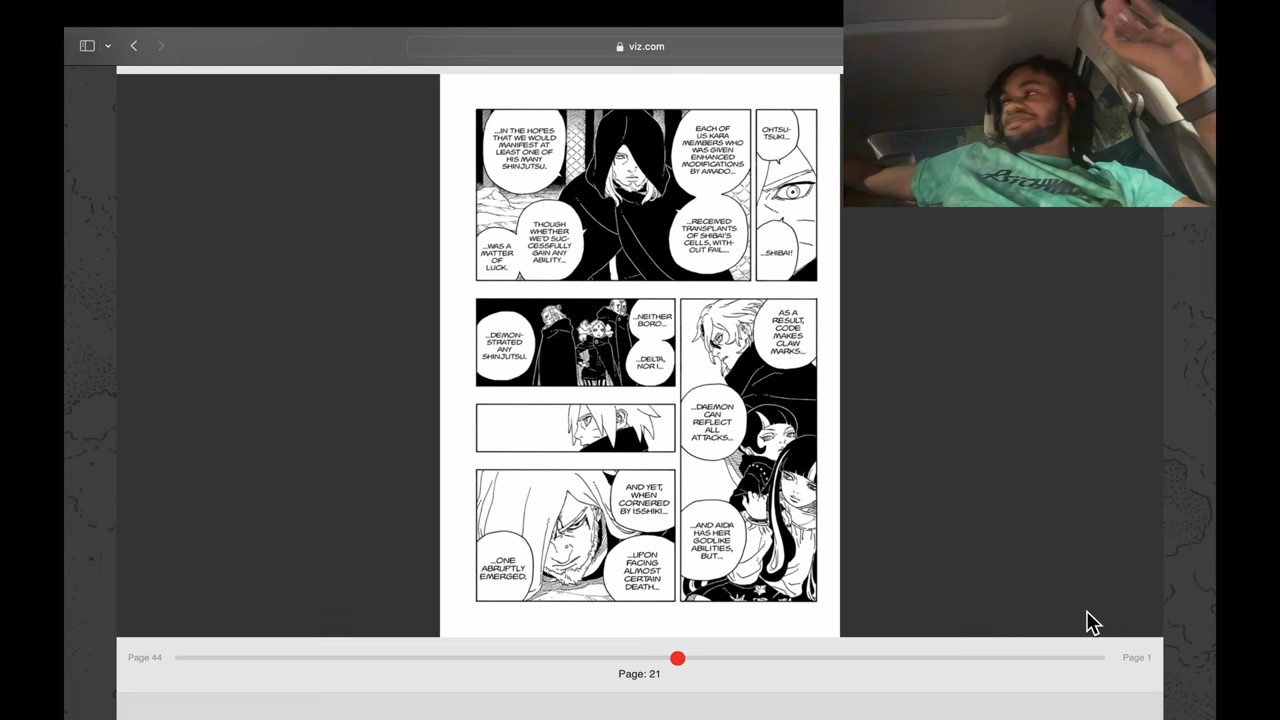 viz.com
OHTSU-
TSUKI...
...SHIBAI!
EACH OF
US KARA
MEMBERS WHO
WAS GIVEN
ENHANCED
MODIFICATIONS
BY AMADO...
...RECEIVED
TRANSPLANTS
OF SHIBAI'S
CELLS, WITH-
OUT FAIL...
...IN THE HOPES
THAT WE WOULD
MANIFEST AT
LEAST ONE OF
HIS MANY
SHINJUTSU.
THOUGH
WHETHER
WE'D SUC-
CESSFULLY
GAIN ANY
ABILITY...
...WAS A
MATTER
OF
LUCK.
AS A
RESULT,
CODE
MAKES
CLAW
MARKS...
...DAEMON
CAN
REFLECT
ALL
ATTACKS...
...AND AIDA
HAS HER
GODLIKE
ABILITIES,
BUT...
...NEITHER
BORO...
...DELTA,
NOR I...
...DEMON-
STRATED
ANY
SHINJUTSU.
AND YET,
WHEN
CORNERED
BY ISSHIKI...
...UPON
FACING
ALMOST
CERTAIN
DEATH...
...ONE
ABRUPTLY
EMERGED.
Page 44
Page 1
Page: 21